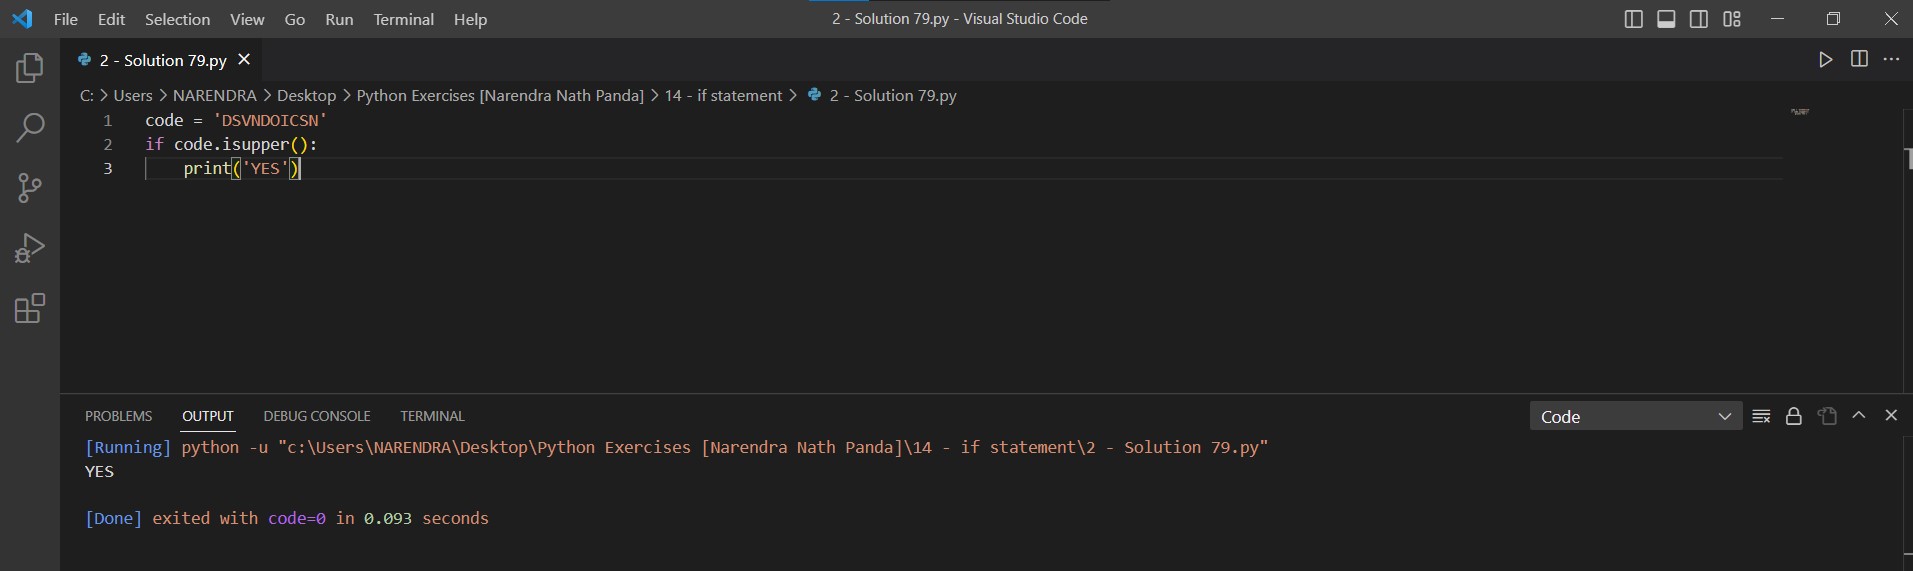 File Edit Selection View Go Run Terminal Help 2 - Solution 79.py - Visual Studio Code
2 - Solution 79.py
C: > Users > NARENDRA > Desktop > Python Exercises [Narendra Nath Panda] > 14 - if statement > 2 - Solution 79.py
1 code = 'DSVNDOICSN'
2 if code.isupper():
3 print('YES')
PROBLEMS OUTPUT DEBUG CONSOLE TERMINAL Code
[Running] python -u "c:\Users\NARENDRA\Desktop\Python Exercises [Narendra Nath Panda]\14 - if statement\2 - Solution 79.py"
YES
[Done] exited with code=0 in 0.093 seconds